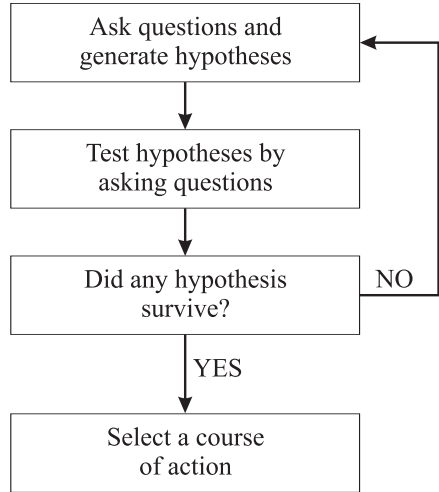 Ask questions and
generate hypotheses
Test hypotheses by
asking questions
Did any hypothesis
survive?
NO
YES
Select a course
of action